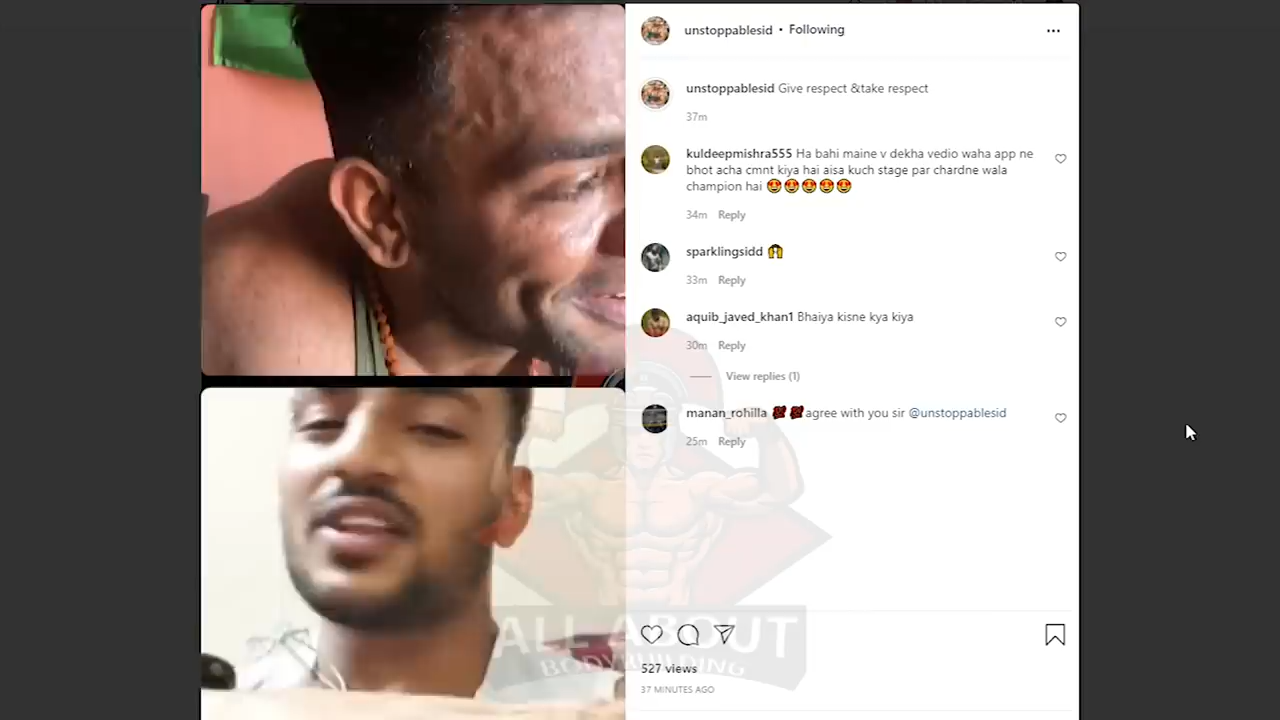 unstoppablesid • Following
unstoppablesid Give respect &take respect
37m
kuldeepmishra555 Ha bahi maine v dekha vedio waha app ne
bhot acha cmnt kiya hai aisa kuch stage par chardne wala
champion hai 😍😍😍😍😍
34m Reply
sparklingsidd 🙌
33m Reply
aquib_javed_khan1 Bhaiya kisne kya kiya
30m Reply
View replies (1)
manan_rohilla 💯💯agree with you sir @unstoppablesid
25m Reply
ALL ABOUT
BODYBUILDING
527 views
37 MINUTES AGO